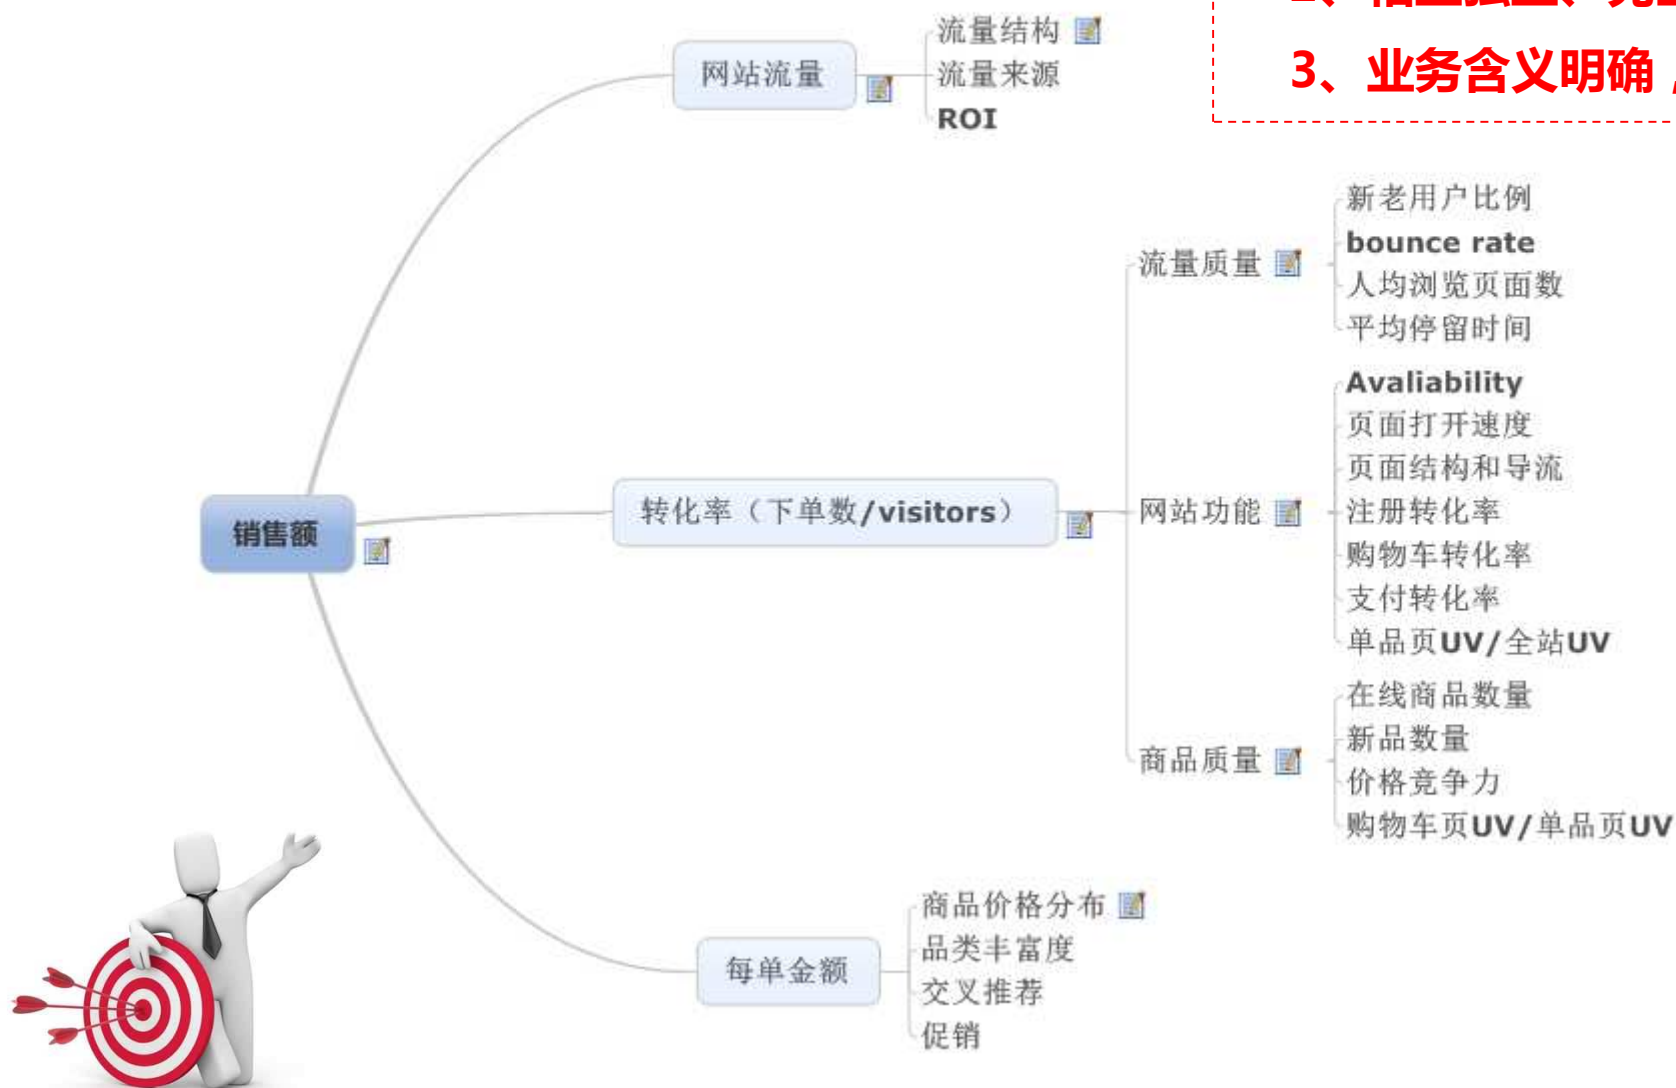 3、业务含义明确，
销售额
网站流量
流量结构
流量来源
ROI
转化率（下单数/visitors）
流量质量
新老用户比例
bounce rate
人均浏览页面数
平均停留时间
网站功能
Avaliability
页面打开速度
页面结构和导流
注册转化率
购物车转化率
支付转化率
单品页UV/全站UV
商品质量
在线商品数量
新品数量
价格竞争力
购物车页UV/单品页UV
每单金额
商品价格分布
品类丰富度
交叉推荐
促销